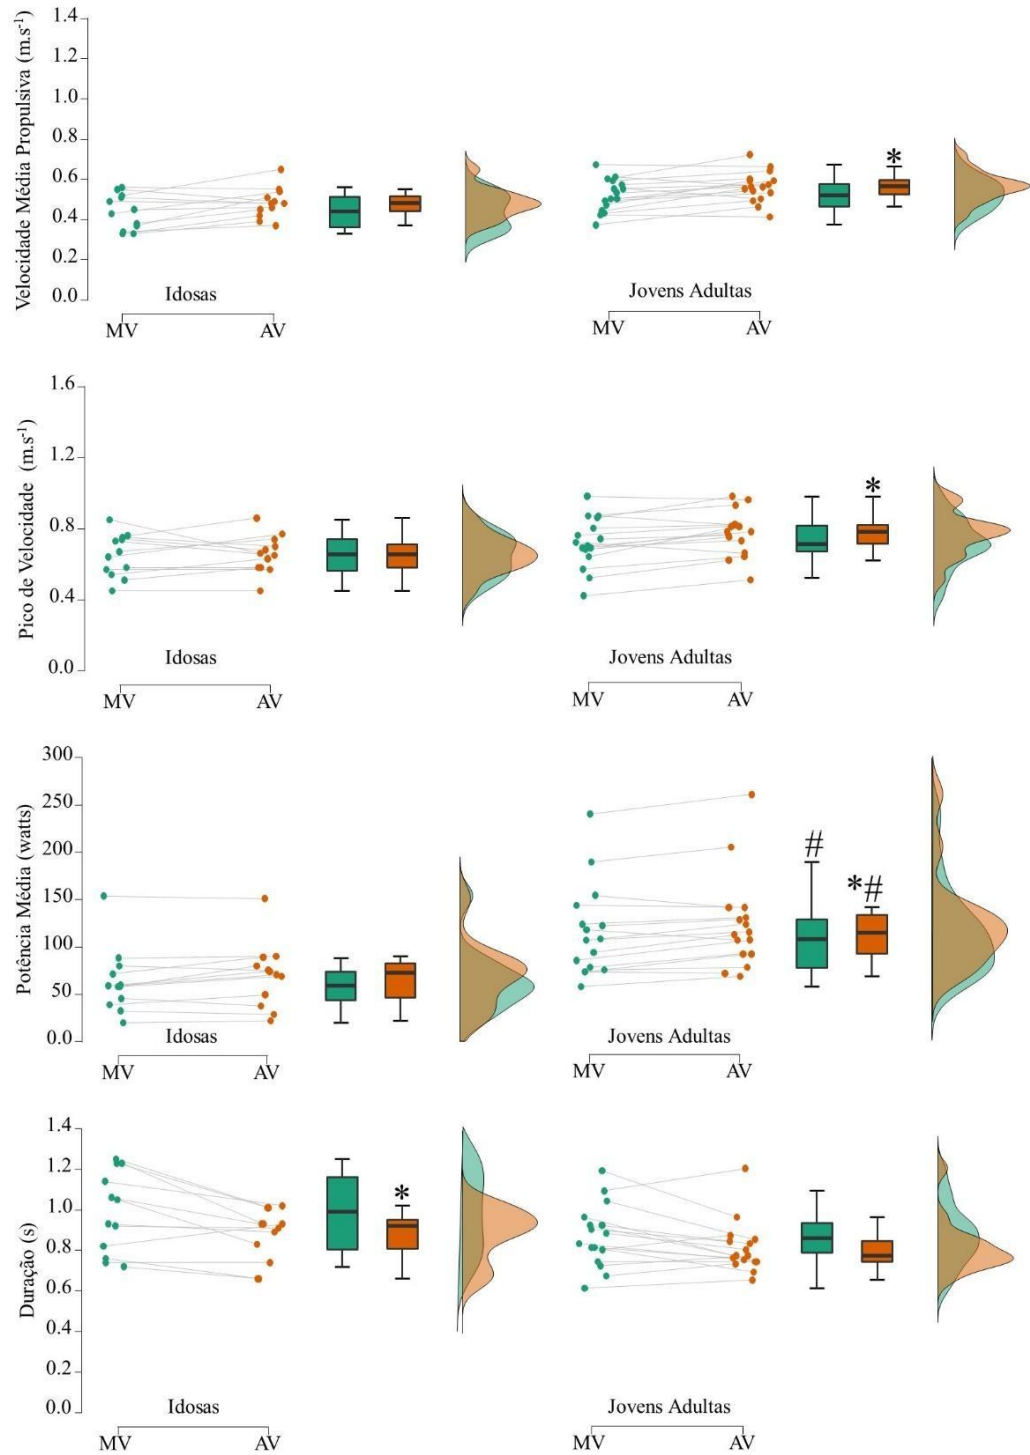 Velocidade Média Propulsiva (m.s⁻¹)
1.4
1.2
1.0
0.8
0.6
0.4
0.2
0.0
*
Idosas
Jovens Adultas
MV
AV
MV
AV
Pico de Velocidade (m.s⁻¹)
1.6
1.2
0.8
0.4
0.0
*
Idosas
Jovens Adultas
MV
AV
MV
AV
Potência Média (watts)
300
250
200
150
100
50
0.0
#
*#
Idosas
Jovens Adultas
MV
AV
MV
AV
Duração (s)
1.4
1.2
1.0
0.8
0.6
0.4
0.2
0.0
*
Idosas
Jovens Adultas
MV
AV
MV
AV